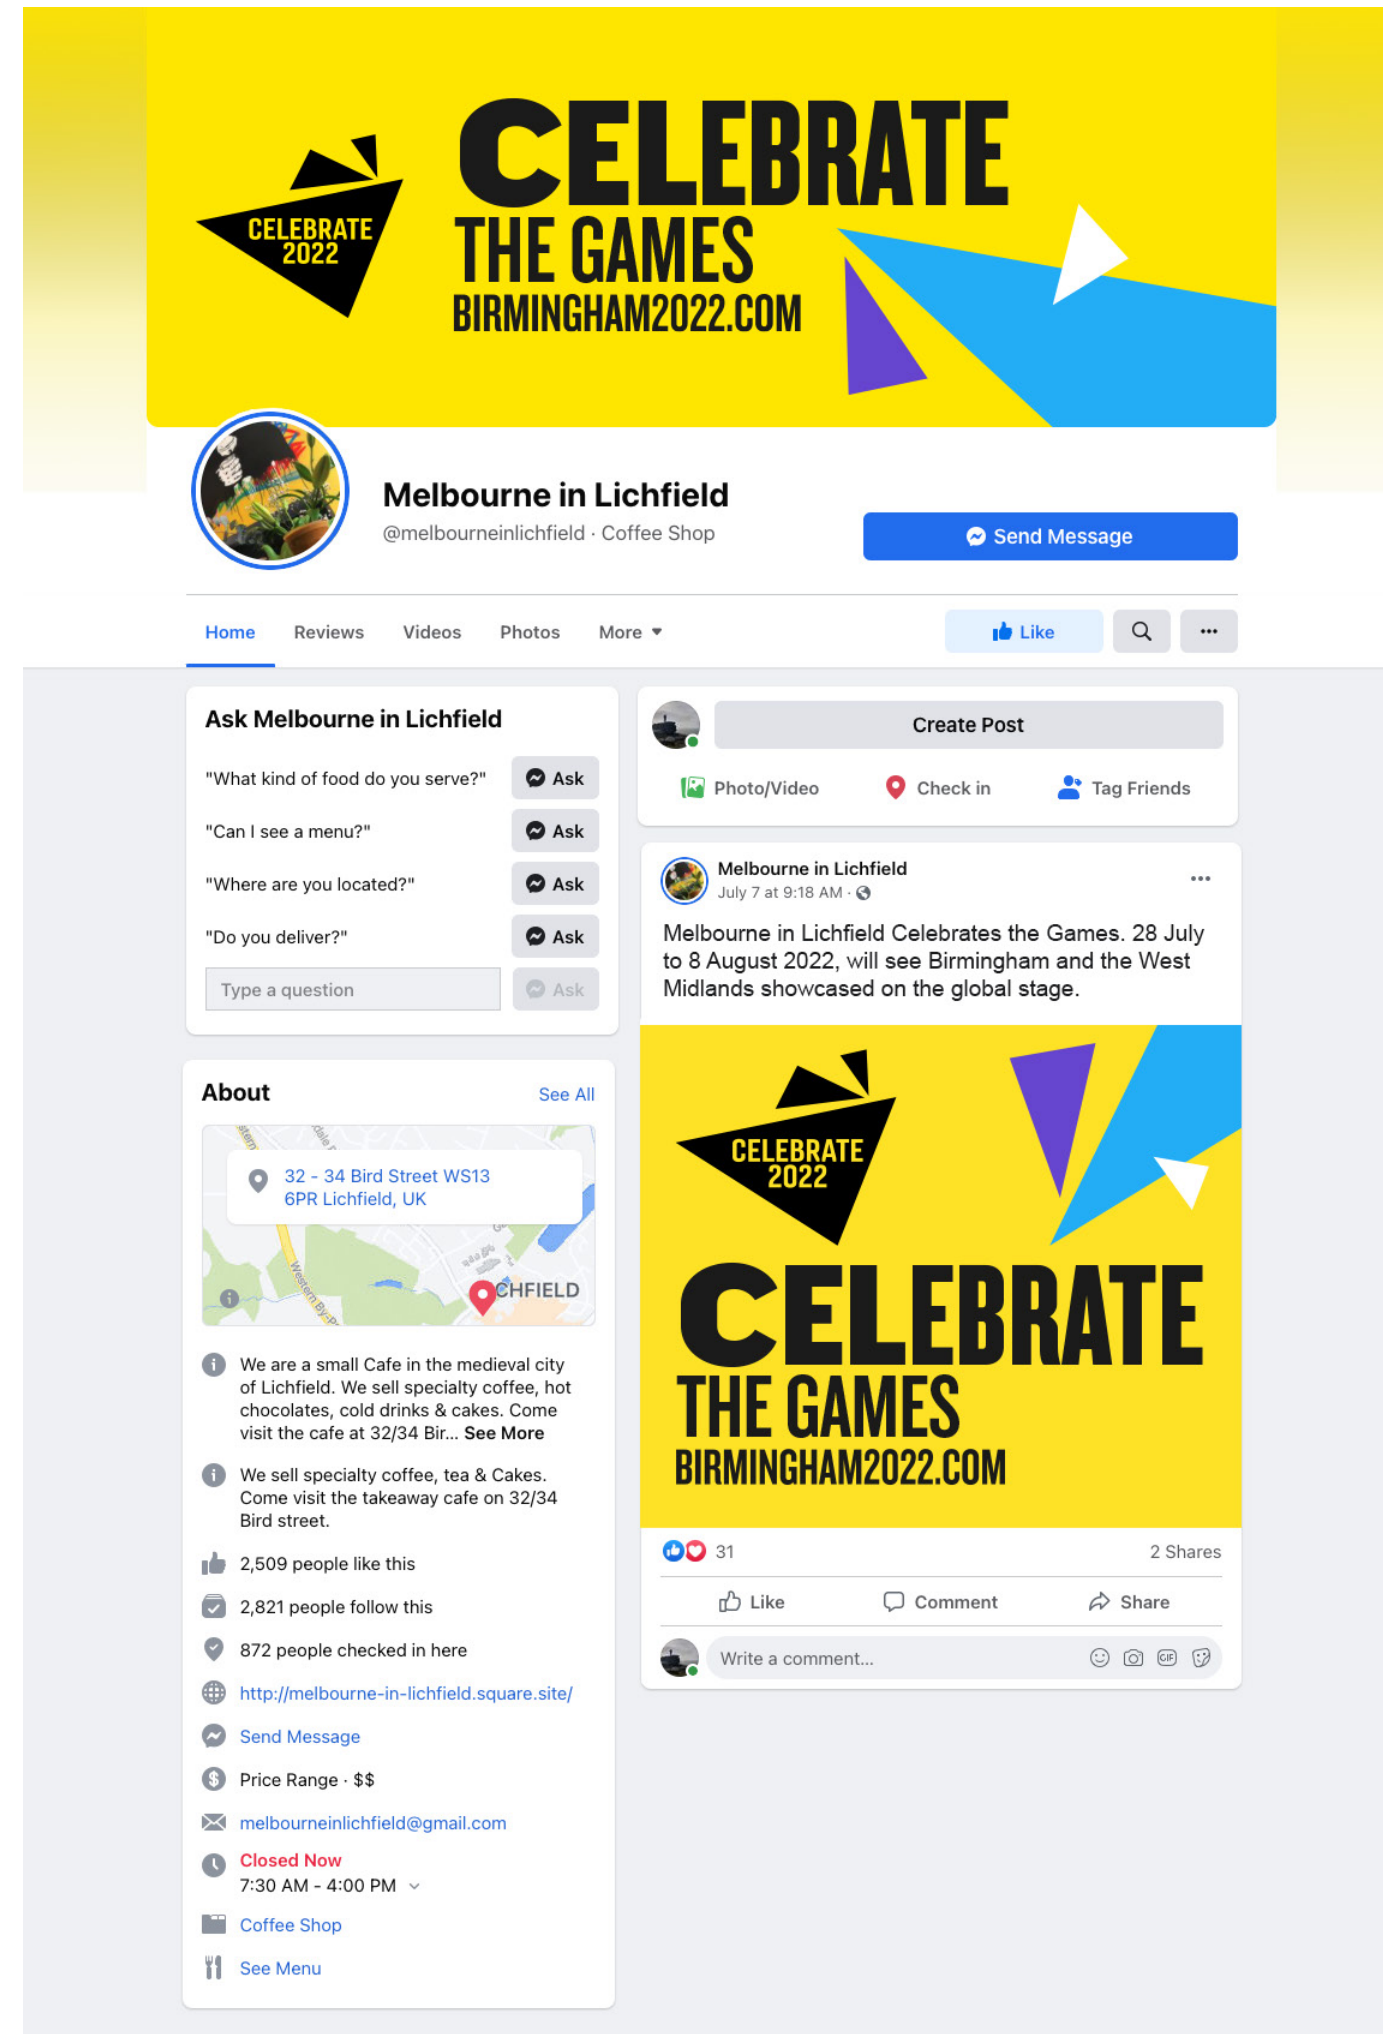 CELEBRATE
2022
CELEBRATE
THE GAMES
BIRMINGHAM2022.COM
Melbourne in Lichfield
@melbourneinlichfield · Coffee Shop
Send Message
Home Reviews Videos Photos More
Like
Ask Melbourne in Lichfield
"What kind of food do you serve?" Ask
"Can I see a menu?" Ask
"Where are you located?" Ask
"Do you deliver?" Ask
Type a question Ask
About See All
32 - 34 Bird Street WS13
6PR Lichfield, UK
Western By-P
CHFIELD
We are a small Cafe in the medieval city
of Lichfield. We sell specialty coffee, hot
chocolates, cold drinks & cakes. Come
visit the cafe at 32/34 Bir... See More
We sell specialty coffee, tea & Cakes.
Come visit the takeaway cafe on 32/34
Bird street.
2,509 people like this
2,821 people follow this
872 people checked in here
http://melbourne-in-lichfield.square.site/
Send Message
Price Range · $$
melbourneinlichfield@gmail.com
Closed Now
7:30 AM - 4:00 PM
Coffee Shop
See Menu
Create Post
Photo/Video Check in Tag Friends
Melbourne in Lichfield
July 7 at 9:18 AM ·
Melbourne in Lichfield Celebrates the Games. 28 July
to 8 August 2022, will see Birmingham and the West
Midlands showcased on the global stage.
CELEBRATE
2022
CELEBRATE
THE GAMES
BIRMINGHAM2022.COM
31 2 Shares
Like Comment Share
Write a comment... GIF